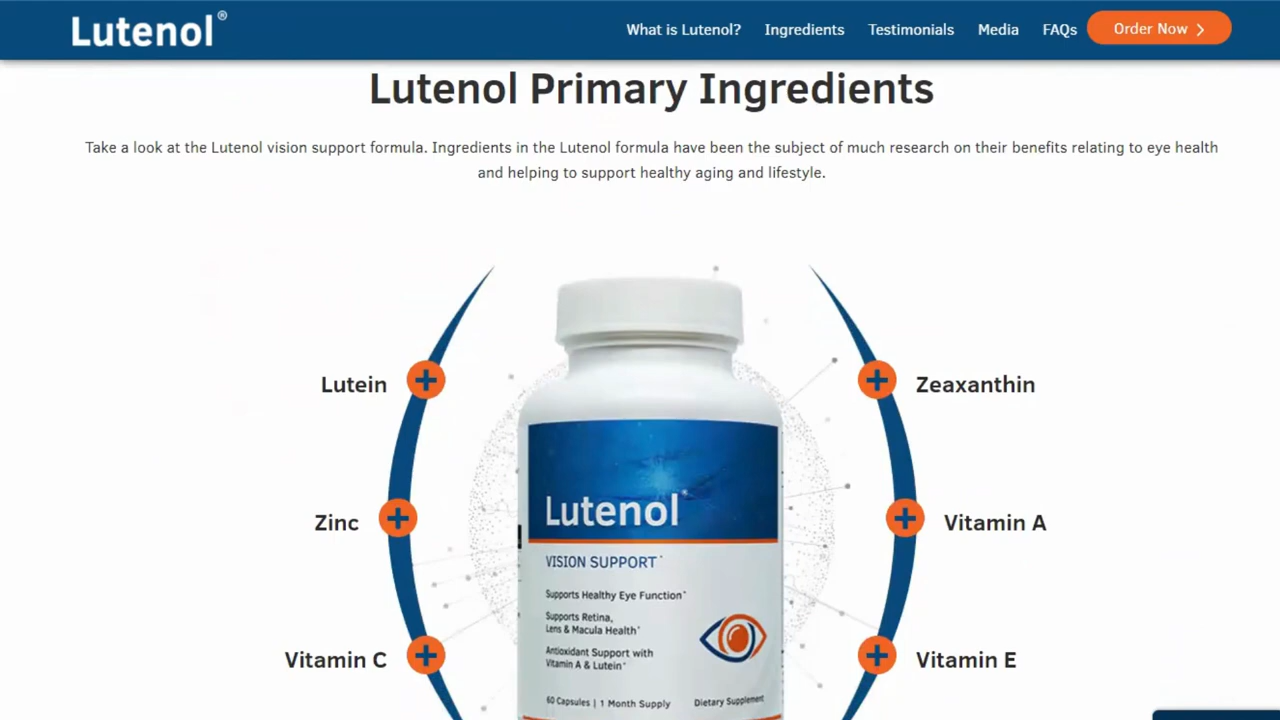 Lutenol®
What is Lutenol? Ingredients Testimonials Media FAQs Order Now
Lutenol Primary Ingredients
Take a look at the Lutenol vision support formula. Ingredients in the Lutenol formula have been the subject of much research on their benefits relating to eye health
and helping to support healthy aging and lifestyle.
Lutein
Zeaxanthin
Zinc
Vitamin A
Vitamin C
Vitamin E
Lutenol®
VISION SUPPORT*
Supports Healthy Eye Function*
Supports Retina,
Lens & Macula Health*
Antioxidant Support with
Vitamin A & Lutein*
60 Capsules | 1 Month Supply
Dietary Supplement